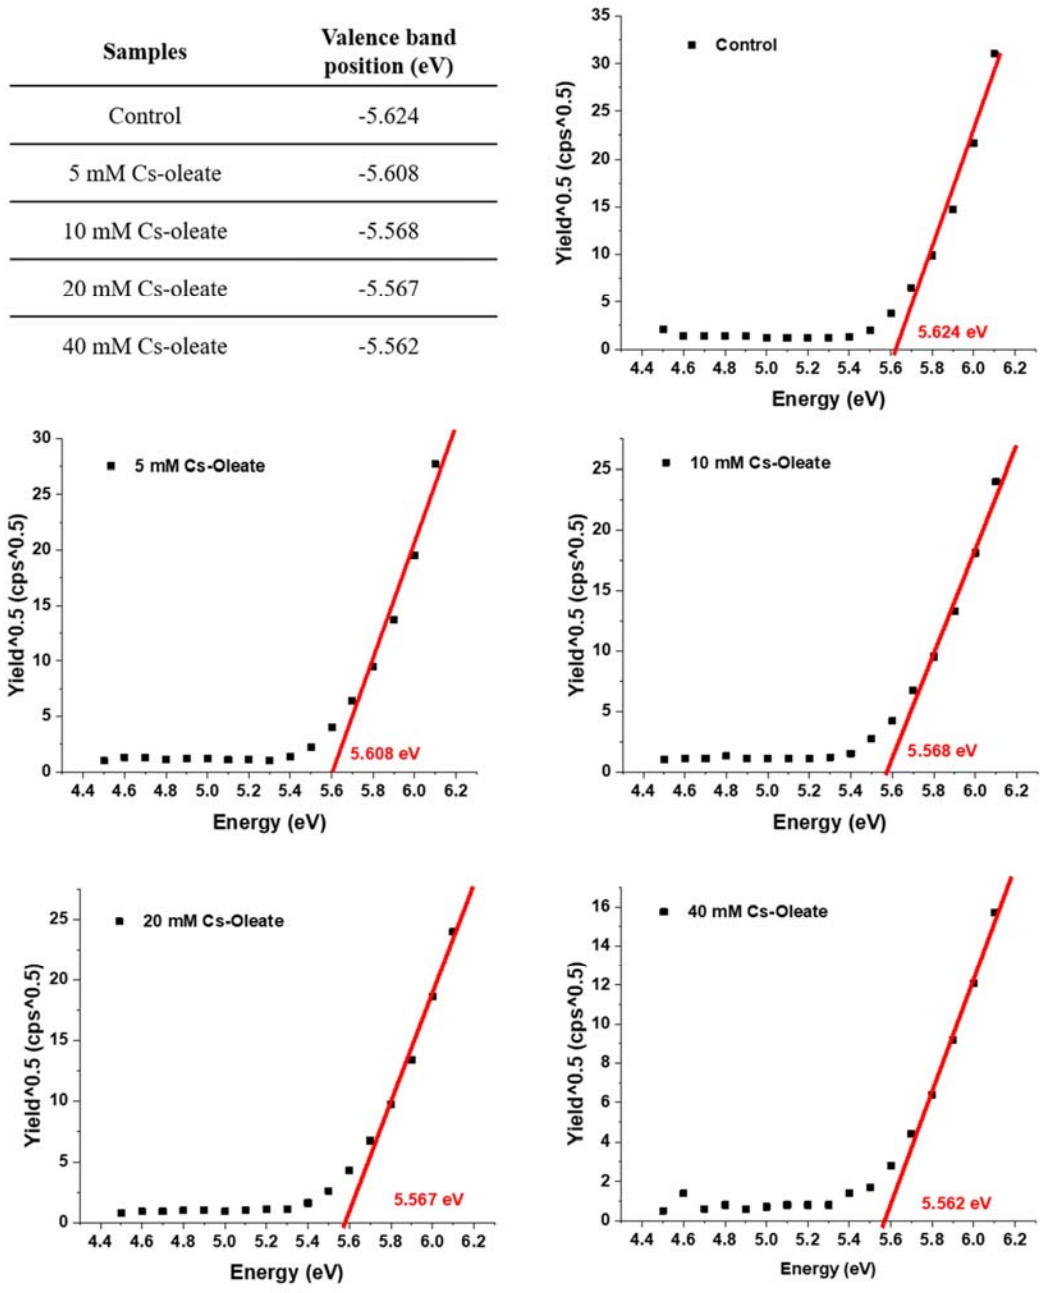 Samples Valence band position (eV)
Control -5.624
5 mM Cs-oleate -5.608
10 mM Cs-oleate -5.568
20 mM Cs-oleate -5.567
40 mM Cs-oleate -5.562
35
30
25
20
15
10
5
0
Yield^0.5 (cps^0.5)
Control
5.624 eV
4.4 4.6 4.8 5.0 5.2 5.4 5.6 5.8 6.0 6.2
Energy (eV)
30
25
20
15
10
5
0
Yield^0.5 (cps^0.5)
5 mM Cs-Oleate
5.608 eV
4.4 4.6 4.8 5.0 5.2 5.4 5.6 5.8 6.0 6.2
Energy (eV)
25
20
15
10
5
0
Yield^0.5 (cps^0.5)
10 mM Cs-Oleate
5.568 eV
4.4 4.6 4.8 5.0 5.2 5.4 5.6 5.8 6.0 6.2
Energy (eV)
25
20
15
10
5
0
Yield^0.5 (cps^0.5)
20 mM Cs-Oleate
5.567 eV
4.4 4.6 4.8 5.0 5.2 5.4 5.6 5.8 6.0 6.2
Energy (eV)
16
14
12
10
8
6
4
2
0
Yield^0.5 (cps^0.5)
40 mM Cs-Oleate
5.562 eV
4.4 4.6 4.8 5.0 5.2 5.4 5.6 5.8 6.0 6.2
Energy (eV)